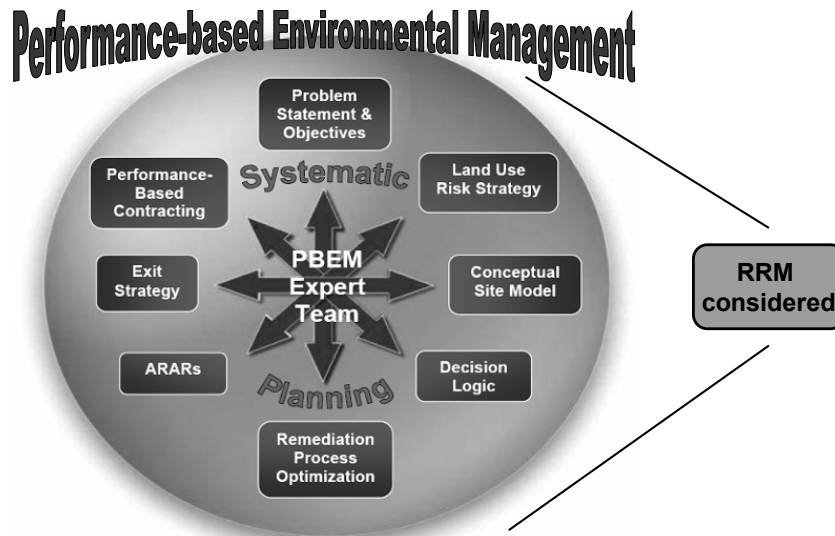 Performance-based Environmental Management
Problem
Statement &
Objectives
Systematic
Performance-
Based
Contracting
Land Use
Risk Strategy
PBEM
Expert
Team
Exit
Strategy
Conceptual
Site Model
RRM
considered
ARARs
Decision
Logic
Planning
Remediation
Process
Optimization